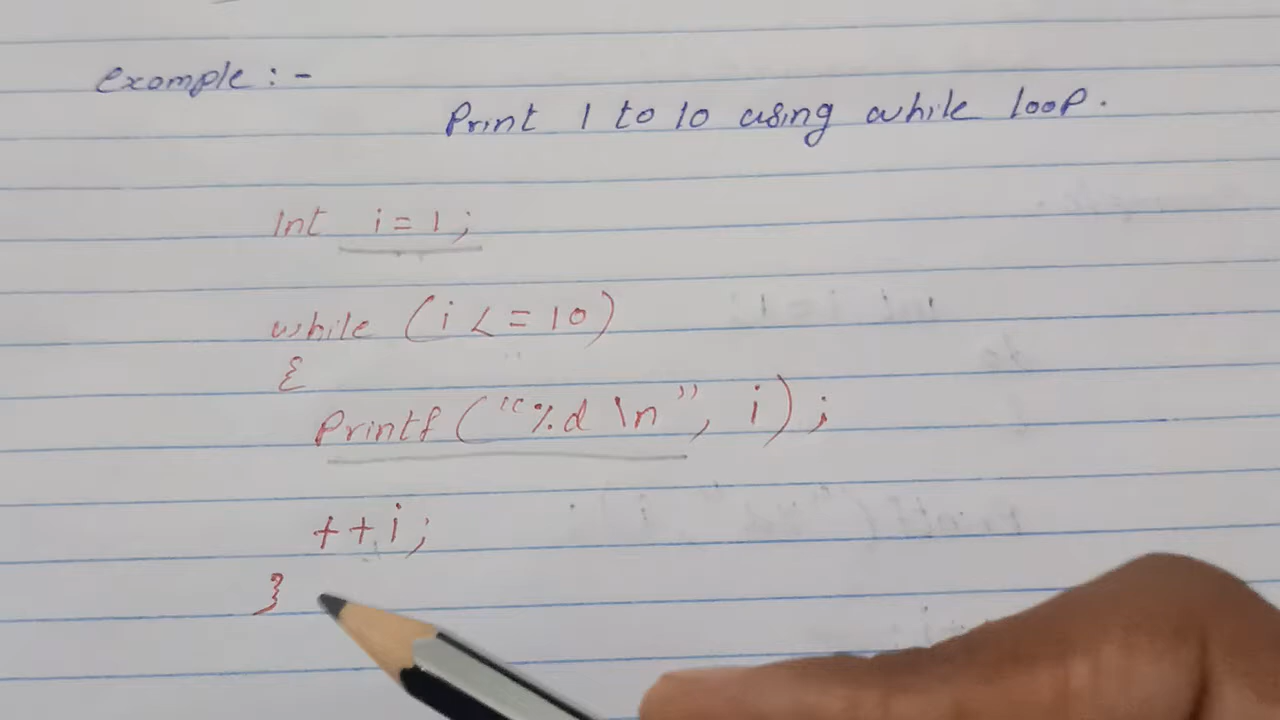 example : -
Print 1 to 10 using while loop.
int i = 1 ;
while ( i < = 10 )
{
Printf ( "%d \n", i ) ;
+ + i ;
}